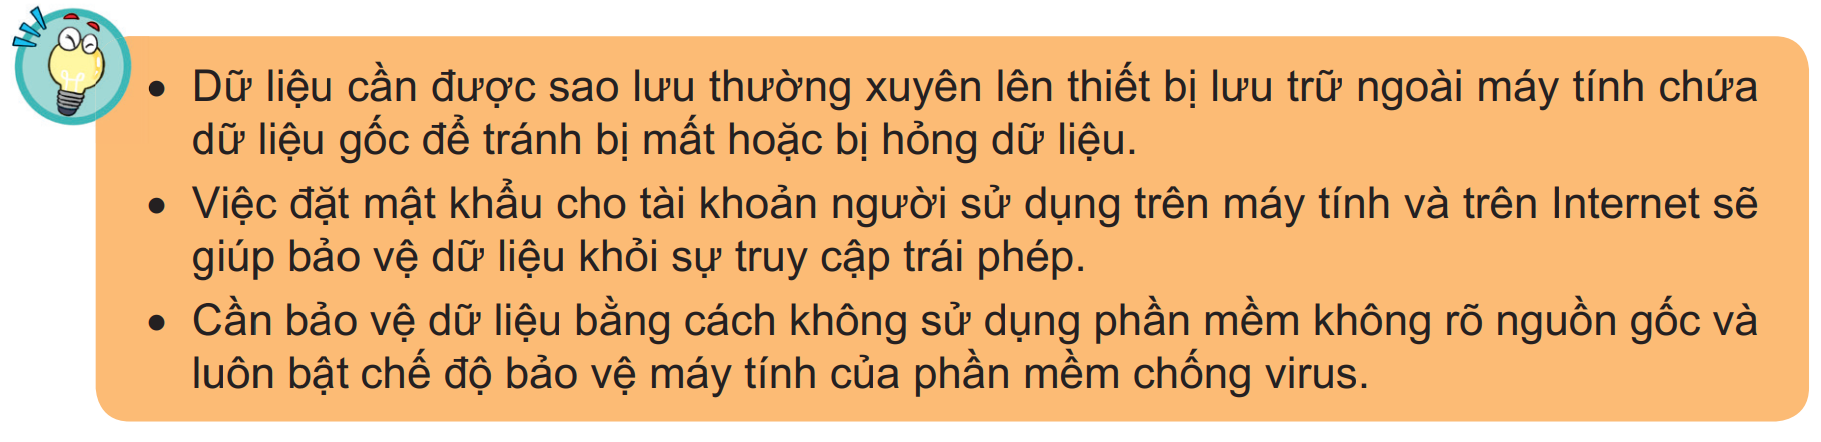 • Dữ liệu cần được sao lưu thường xuyên lên thiết bị lưu trữ ngoài máy tính chứa
dữ liệu gốc để tránh bị mất hoặc bị hỏng dữ liệu.
• Việc đặt mật khẩu cho tài khoản người sử dụng trên máy tính và trên Internet sẽ
giúp bảo vệ dữ liệu khỏi sự truy cập trái phép.
• Cần bảo vệ dữ liệu bằng cách không sử dụng phần mềm không rõ nguồn gốc và
luôn bật chế độ bảo vệ máy tính của phần mềm chống virus.